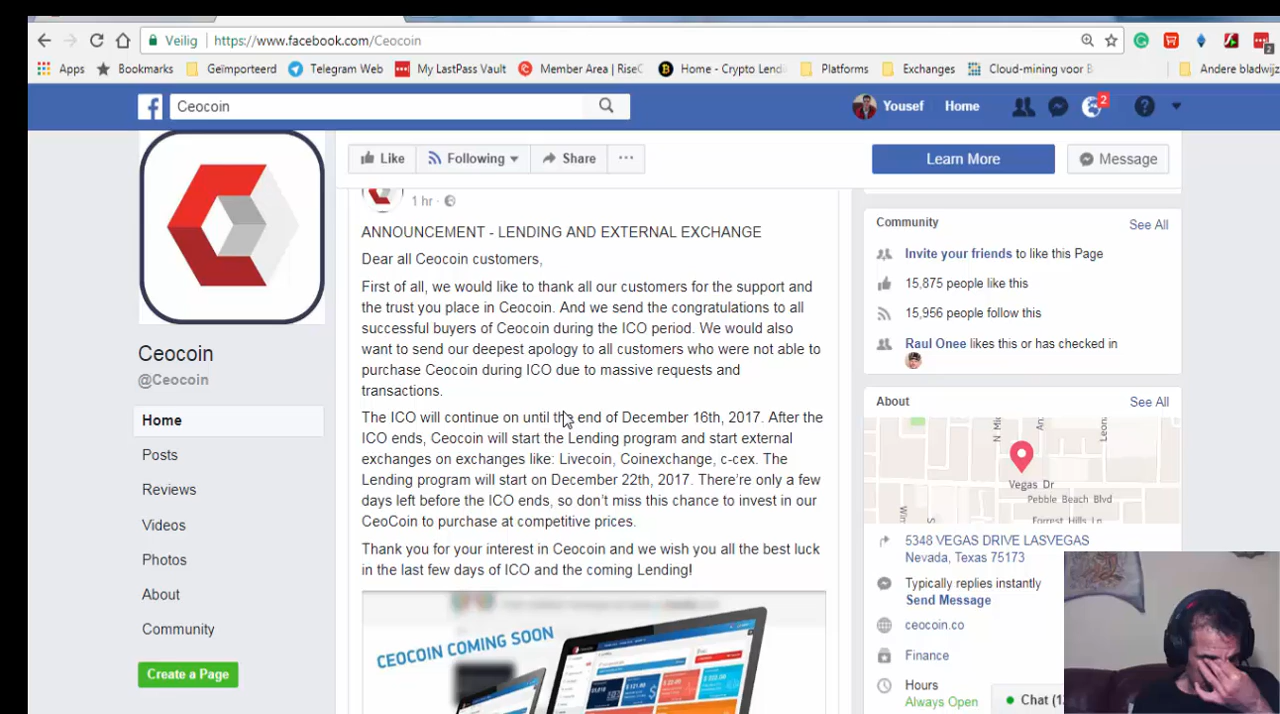 Veilig
https://www.facebook.com/Ceocoin
2
Apps
Bookmarks
Geïmporteerd
Telegram Web
My LastPass Vault
Member Area | RiseC
Home - Crypto Lendi
Platforms
Exchanges
Cloud-mining voor B
Andere bladwijz
Ceocoin
Yousef
Home
2
Like
Following
Share
Learn More
Message
1 hr
ANNOUNCEMENT - LENDING AND EXTERNAL EXCHANGE
Dear all Ceocoin customers,
First of all, we would like to thank all our customers for the support and
the trust you place in Ceocoin. And we send the congratulations to all
successful buyers of Ceocoin during the ICO period. We would also
want to send our deepest apology to all customers who were not able to
purchase Ceocoin during ICO due to massive requests and
transactions.
The ICO will continue on until the end of December 16th, 2017. After the
ICO ends, Ceocoin will start the Lending program and start external
exchanges on exchanges like: Livecoin, Coinexchange, c-cex. The
Lending program will start on December 22th, 2017. There're only a few
days left before the ICO ends, so don't miss this chance to invest in our
CeoCoin to purchase at competitive prices.
Thank you for your interest in Ceocoin and we wish you all the best luck
in the last few days of ICO and the coming Lending!
CEOCOIN COMING SOON
Ceocoin
@Ceocoin
Home
Posts
Reviews
Videos
Photos
About
Community
Create a Page
Community
See All
Invite your friends to like this Page
15,875 people like this
15,956 people follow this
Raul Onee likes this or has checked in
About
See All
Vegas Dr
Pebble Beach Blvd
Forrest Hills Ln
5348 VEGAS DRIVE LASVEGAS
Nevada, Texas 75173
Typically replies instantly
Send Message
ceocoin.co
Finance
Hours
Always Open
Chat (1